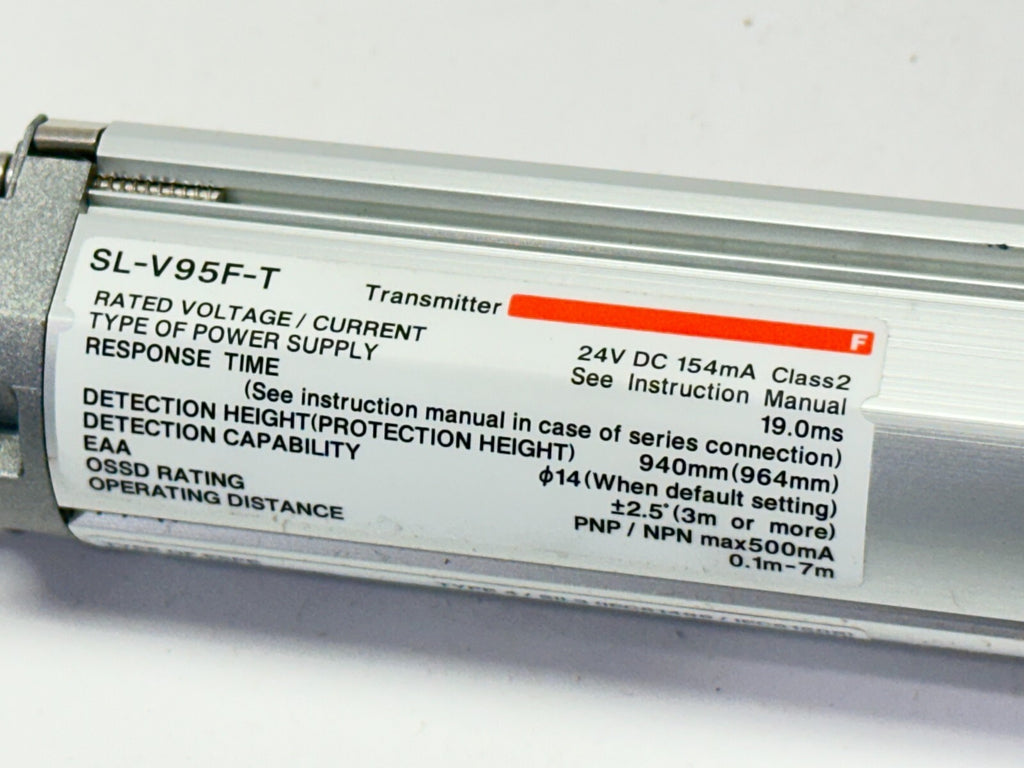 SL-V95F-T Transmitter F
RATED VOLTAGE / CURRENT 24V DC 154mA Class2
TYPE OF POWER SUPPLY See Instruction Manual
RESPONSE TIME 19.0ms
(See instruction manual in case of series connection)
DETECTION HEIGHT(PROTECTION HEIGHT) 940mm(964mm)
DETECTION CAPABILITY ϕ14(When default setting)
EAA ±2.5°(3m or more)
OSSD RATING PNP / NPN max500mA
OPERATING DISTANCE 0.1m-7m